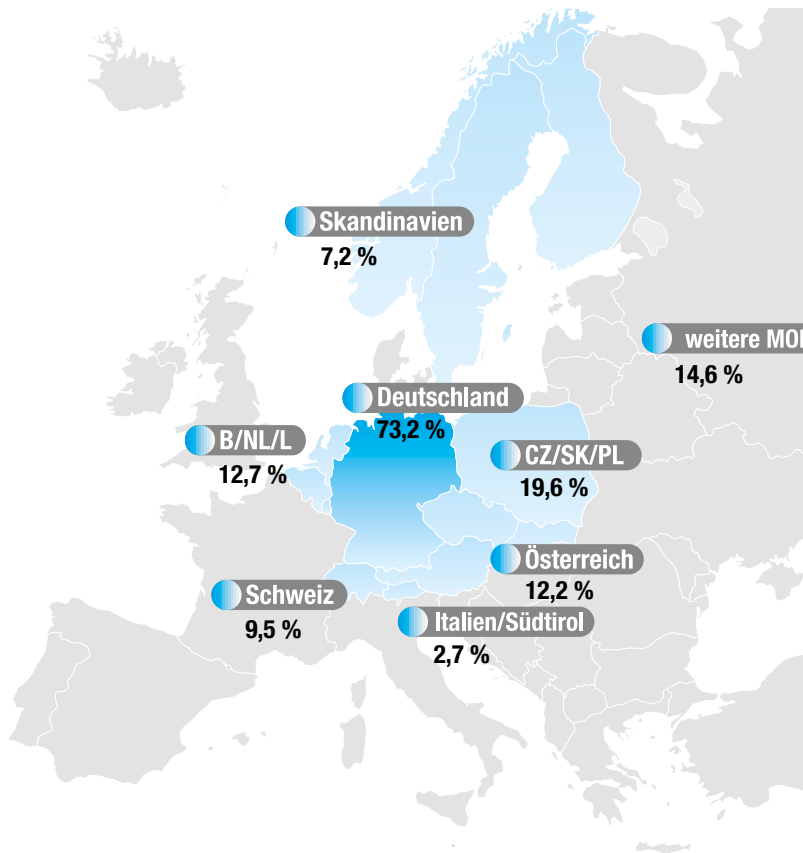 Skandinavien
7,2 %
weitere MO
14,6 %
Deutschland
73,2 %
B/NL/L
12,7 %
CZ/SK/PL
19,6 %
Österreich
12,2 %
Schweiz
9,5 %
Italien/Südtirol
2,7 %